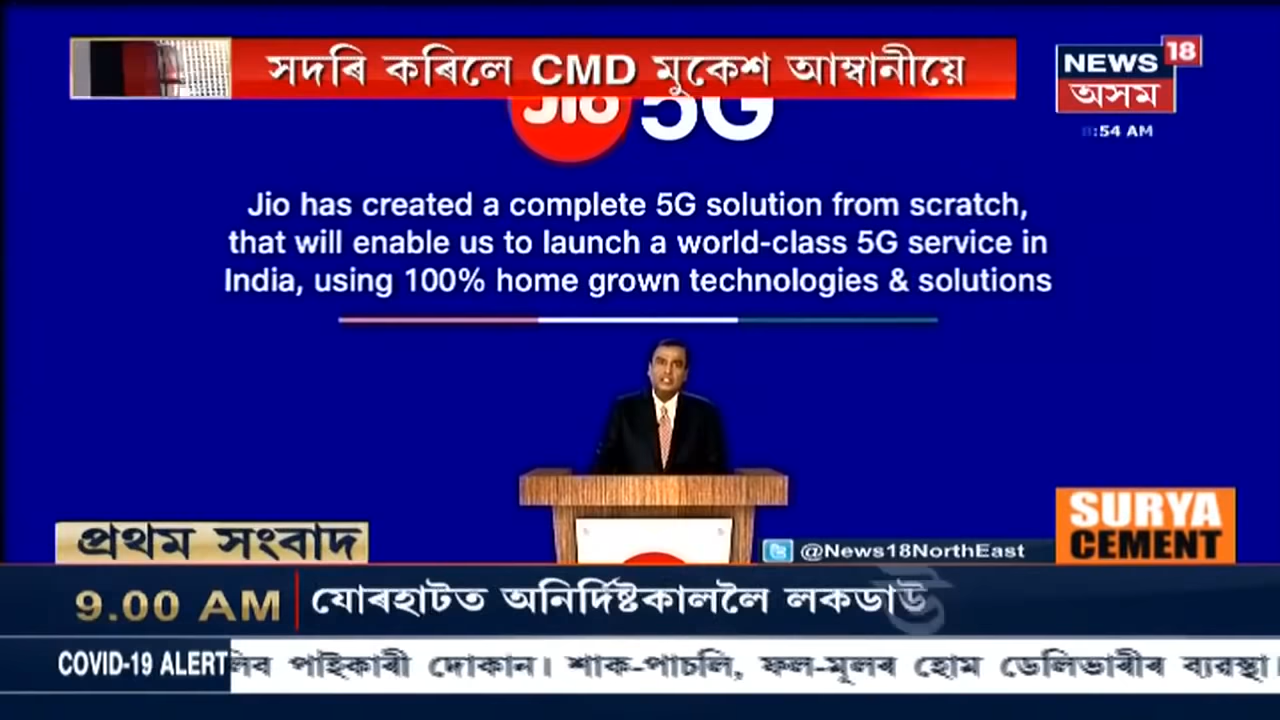 সদৰি কৰিলে CMD মুকেশ আম্বানীয়ে
NEWS 18
অসম
:54 AM
Jio 5G
Jio has created a complete 5G solution from scratch,
that will enable us to launch a world-class 5G service in
India, using 100% home grown technologies & solutions
প্ৰথম সংবাদ
@News18NorthEast
SURYA
CEMENT
9.00 AM যোৰহাটত অনিৰ্দিষ্টকাললৈ লকডাউ
COVID-19 ALERT পাইকাৰী দোকান। শাক-পাচলি, ফল-মূলৰ হোম ডেলিভাৰীৰ ব্যৱস্থা।